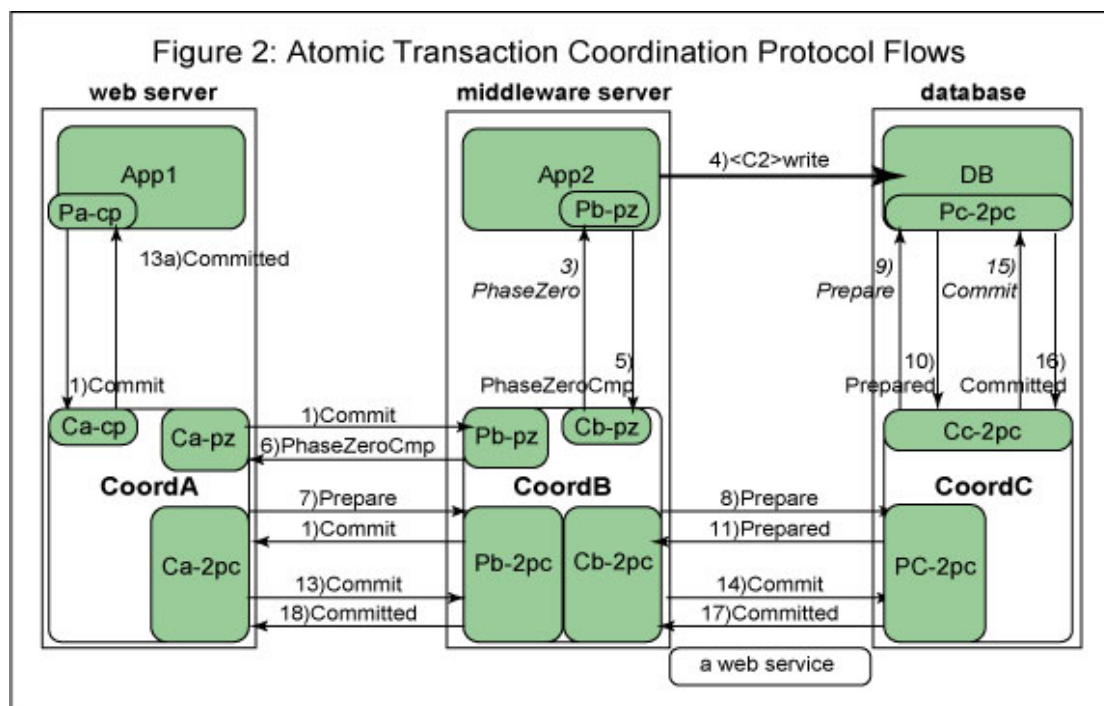 Figure 2: Atomic Transaction Coordination Protocol Flows
web server
middleware server
database
App1
Pa-cp
13a)Committed
1)Commit
Ca-cp
Ca-pz
CoordA
Ca-2pc
App2
Pb-pz
4)<C2>write
DB
Pc-2pc
3)
PhaseZero
5)
PhaseZeroCmp
9)
Prepare
15)
Commit
10)
Prepared
16)
Committed
1)Commit
6)PhaseZeroCmp
Pb-pz
Cb-pz
Cc-2pc
CoordB
CoordC
7)Prepare
1)Commit
13)Commit
18)Committed
Pb-2pc
Cb-2pc
8)Prepare
11)Prepared
14)Commit
17)Committed
PC-2pc
a web service